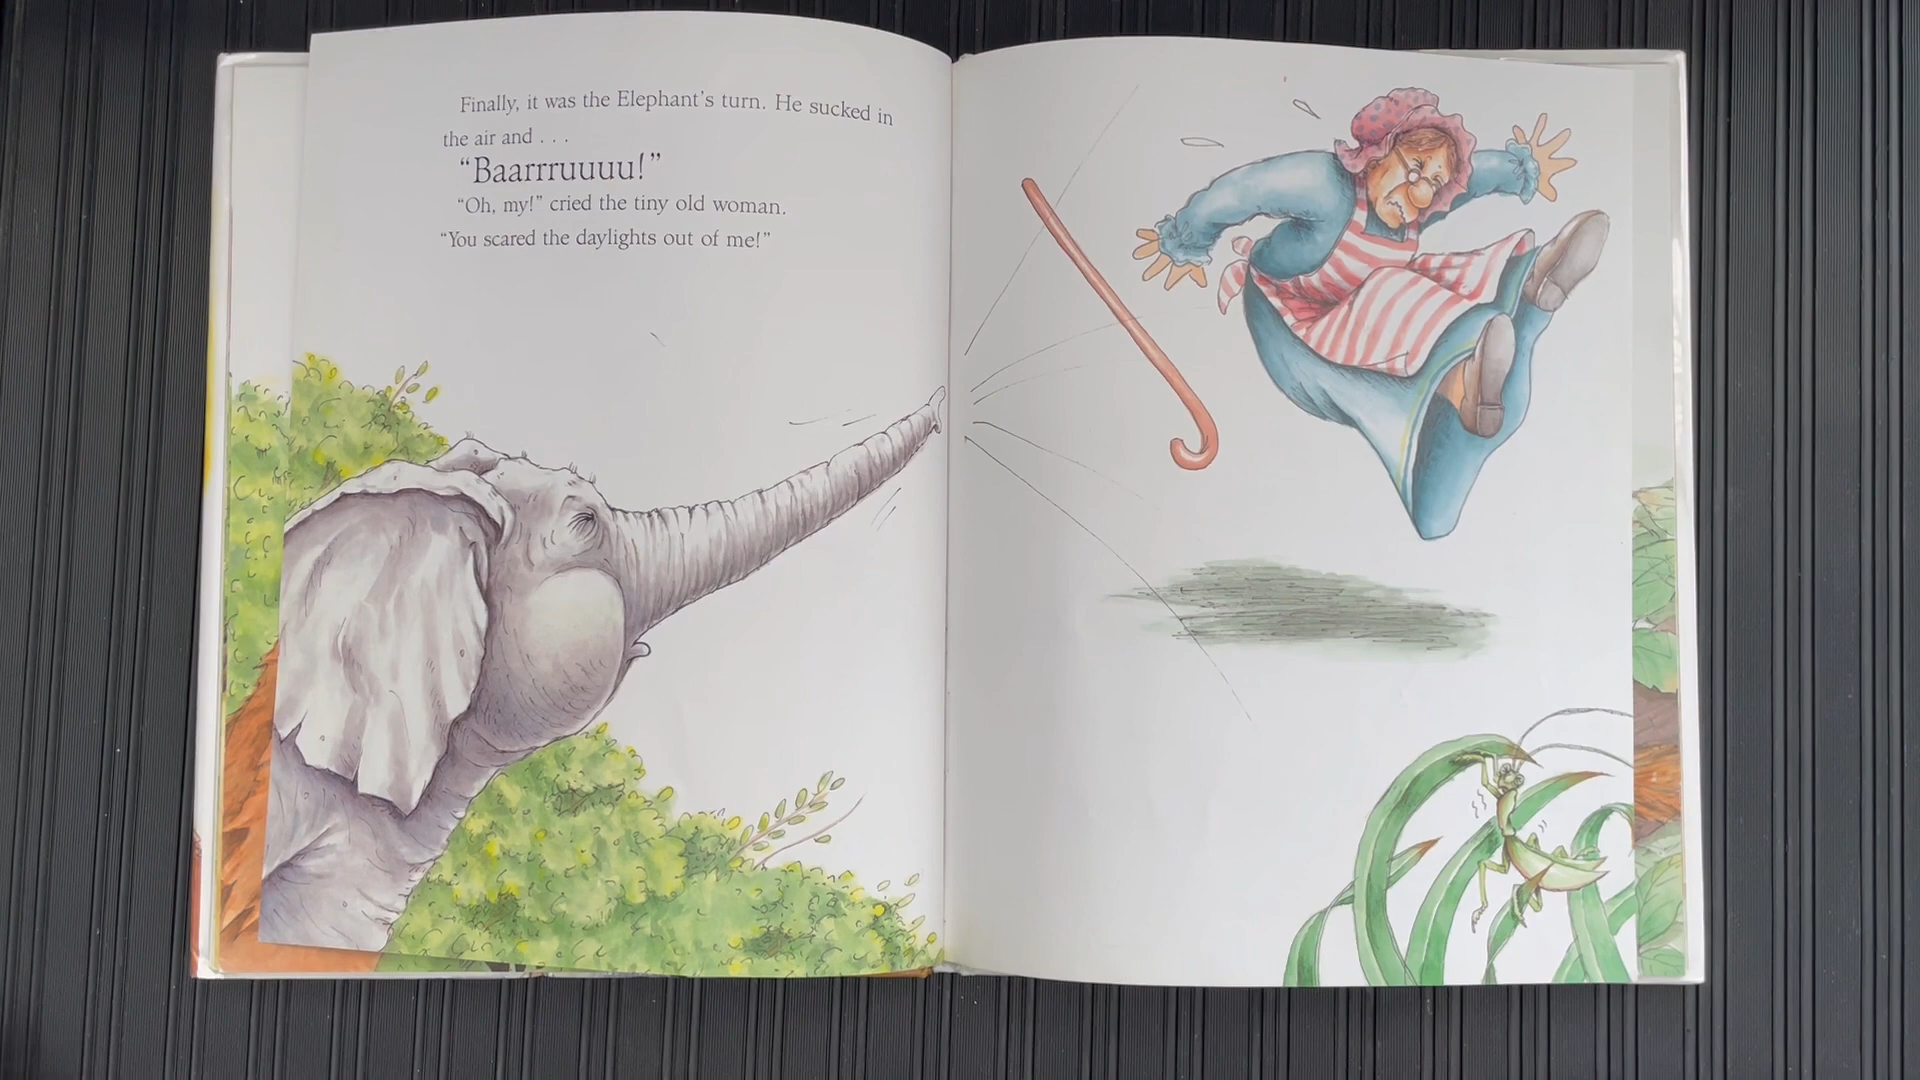 Finally, it was the Elephant's turn. He sucked in
the air and . . .
“Baarrruuuu!”
“Oh, my!” cried the tiny old woman.
“You scared the daylights out of me!”